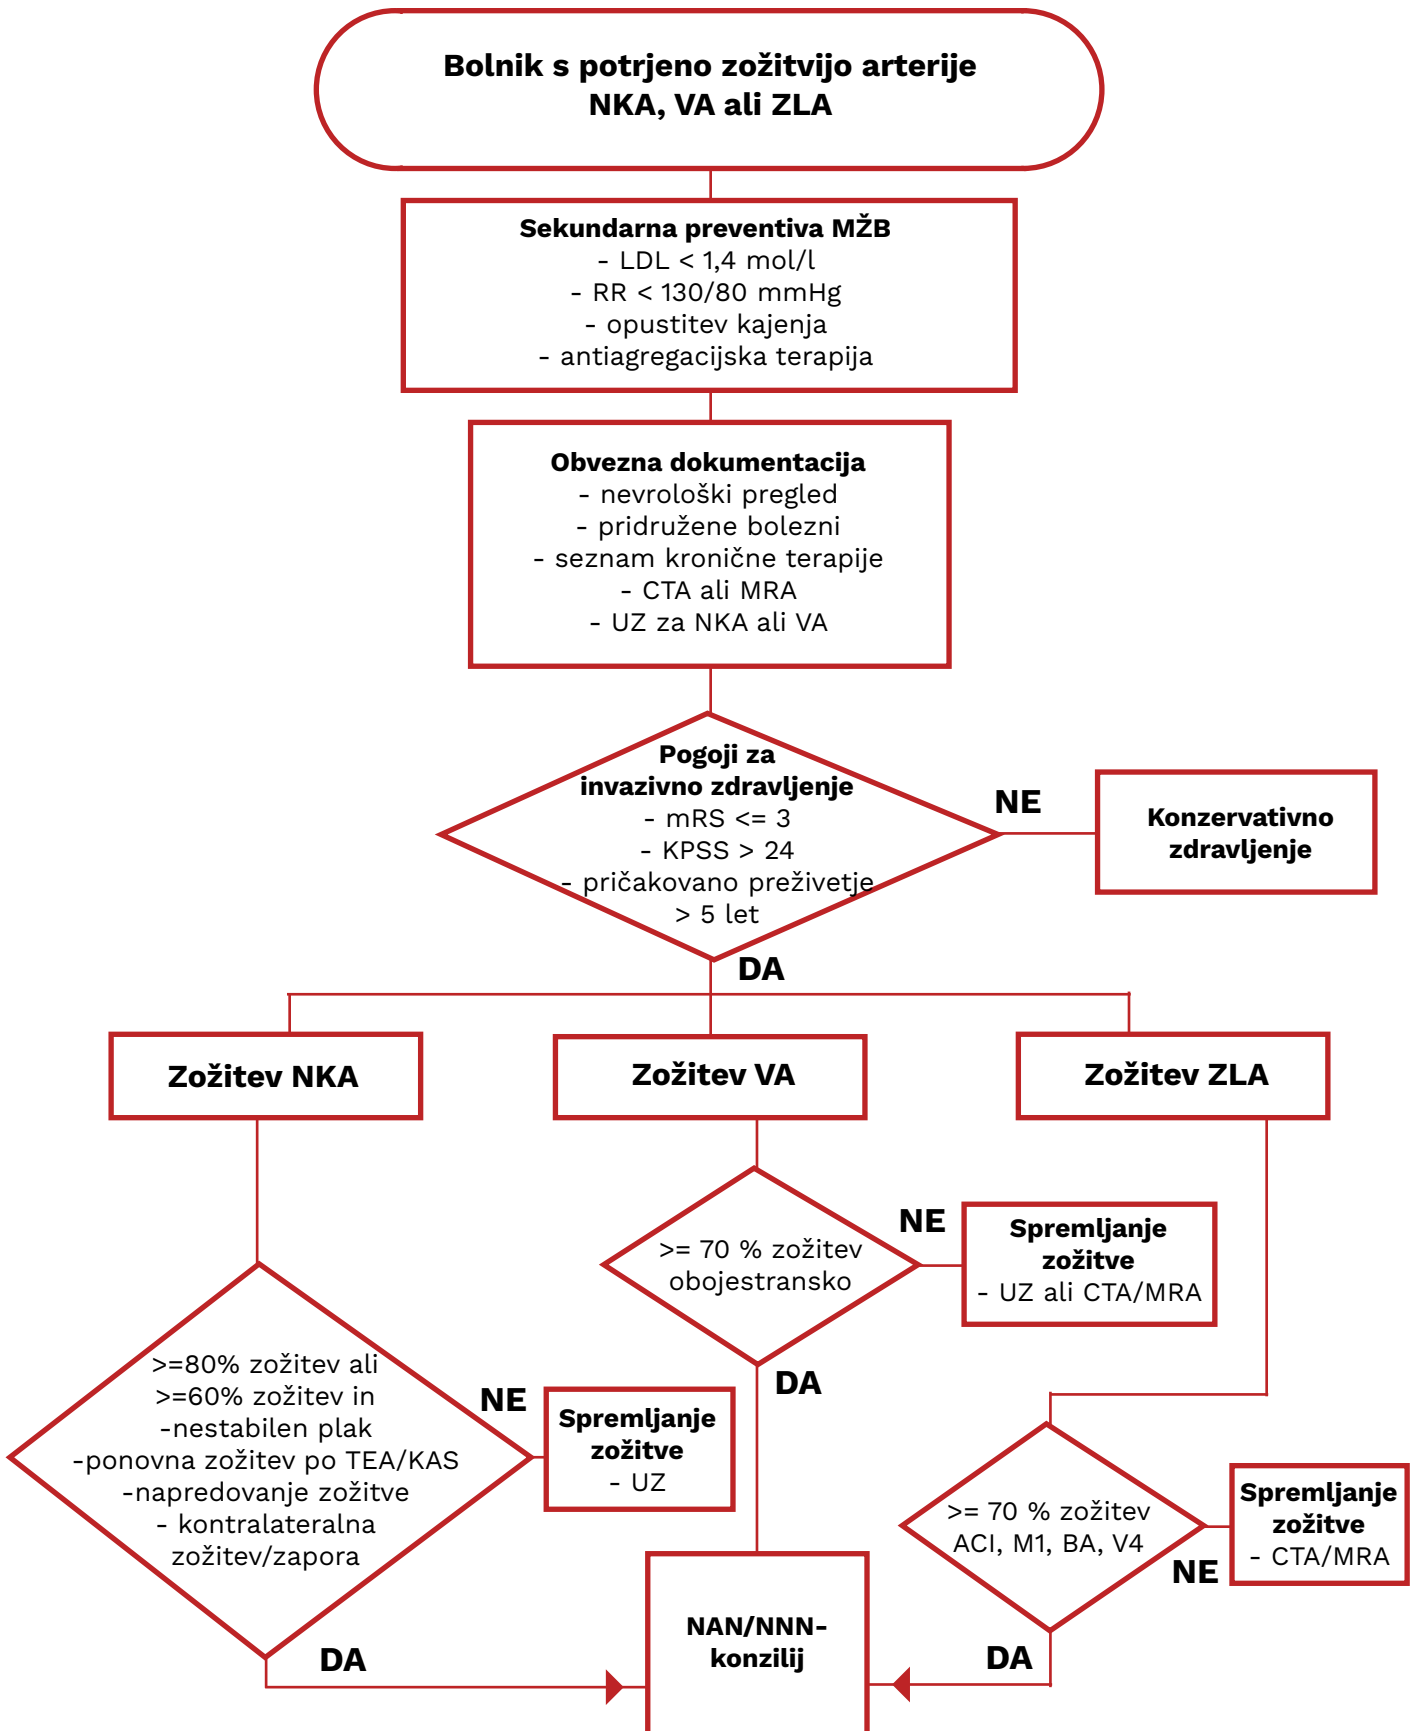 Bolnik s potrjeno zožitvijo arterije
NKA, VA ali ZLA
Sekundarna preventiva MŽB
- LDL < 1,4 mol/l
- RR < 130/80 mmHg
- opustitev kajenja
- antiagregacijska terapija
Obvezna dokumentacija
- nevrološki pregled
- pridružene bolezni
- seznam kronične terapije
- CTA ali MRA
- UZ za NKA ali VA
Pogoji za
invazivno zdravljenje
- mRS <= 3
- KPSS > 24
- pričakovano preživetje
> 5 let
NE
Konzervativno
zdravljenje
DA
Zožitev NKA
Zožitev VA
Zožitev ZLA
>= 70 % zožitev
obojestransko
NE
Spremljanje
zožitve
- UZ ali CTA/MRA
DA
>=80% zožitev ali
>=60% zožitev in
-nestabilen plak
-ponovna zožitev po TEA/KAS
-napredovanje zožitve
- kontralateralna
zožitev/zapora
NE
Spremljanje
zožitve
- UZ
DA
>= 70 % zožitev
ACI, M1, BA, V4
NE
Spremljanje
zožitve
- CTA/MRA
DA
NAN/NNN-
konzilij